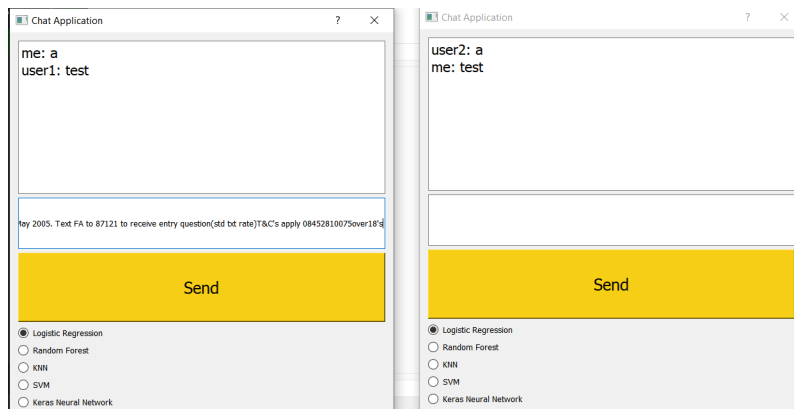 Chat Application
?
me: a
user1: test
May 2005. Text FA to 87121 to receive entry question(std txt rate)T&C's apply 08452810075over18's
Send
Logistic Regression
Random Forest
KNN
SVM
Keras Neural Network
Chat Application
?
user2: a
me: test
Send
Logistic Regression
Random Forest
KNN
SVM
Keras Neural Network